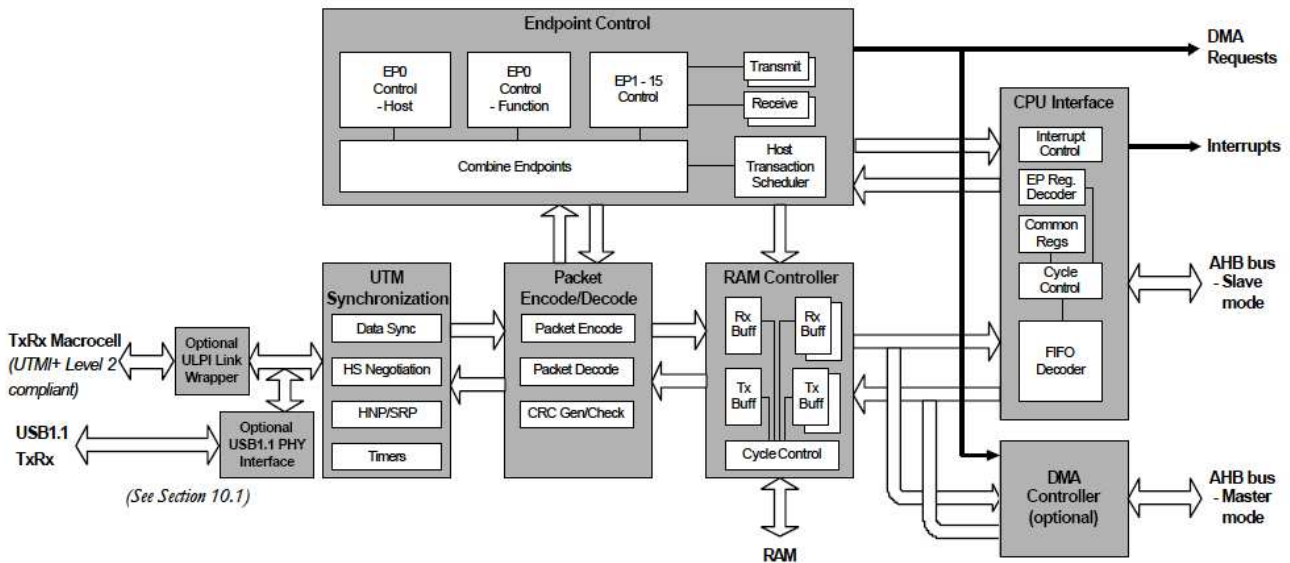 Endpoint Control
EP0
Control
- Host
EP0
Control
- Function
EP1 - 15
Control
Transmit
Receive
Combine Endpoints
Host
Transaction
Scheduler
DMA
Requests
CPU Interface
Interrupt
Control
EP Reg.
Decoder
Common
Regs
Cycle
Control
FIFO
Decoder
Interrupts
AHB bus
- Slave
mode
UTM
Synchronization
Data Sync
HS Negotiation
HNP/SRP
Timers
Packet
Encode/Decode
Packet Encode
Packet Decode
CRC Gen/Check
RAM Controller
Rx
Buff
Rx
Buff
Tx
Buff
Tx
Buff
Cycle Control
TxRx Macrocell
(UTMI+ Level 2
compliant)
Optional
ULPI Link
Wrapper
USB1.1
TxRx
Optional
USB1.1 PHY
Interface
(See Section 10.1)
RAM
DMA
Controller
(optional)
AHB bus
- Master
mode